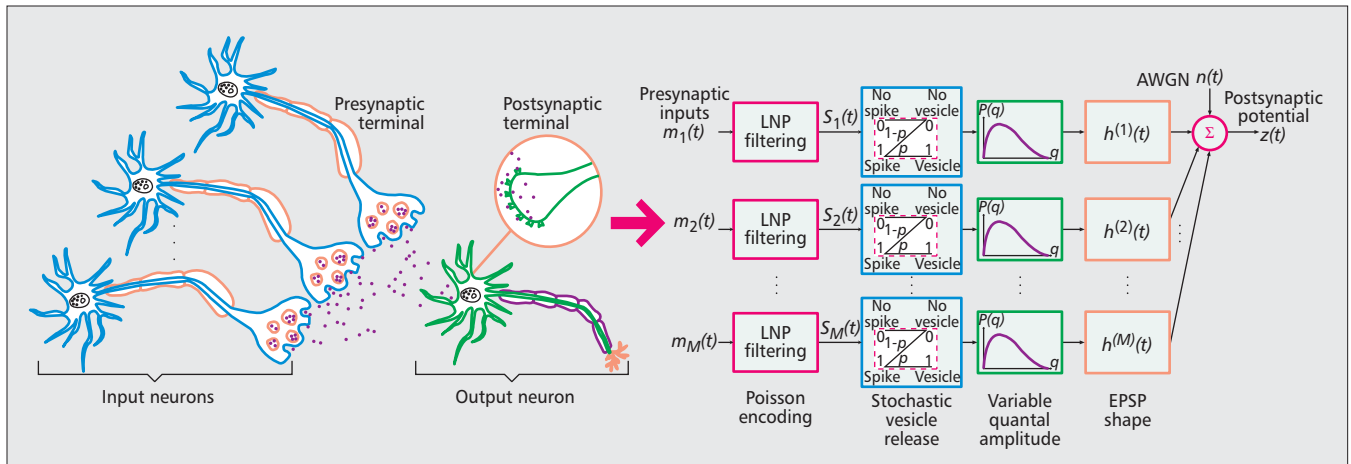 Presynaptic
terminal
Postsynaptic
terminal
Input neurons
Output neuron
Presynaptic
inputs
m1(t)
LNP
filtering
S1(t)
No spike
No vesicle
0
0
1-p
p
1
1
Spike
Vesicle
P(q)
q
h(1)(t)
AWGN n(t)
Σ
Postsynaptic
potential
z(t)
m2(t)
LNP
filtering
S2(t)
No spike
No vesicle
0
0
1-p
p
1
1
Spike
Vesicle
P(q)
q
h(2)(t)
mM(t)
LNP
filtering
SM(t)
No spike
No vesicle
0
0
1-p
p
1
1
Spike
Vesicle
P(q)
q
h(M)(t)
Poisson
encoding
Stochastic
vesicle
release
Variable
quantal
amplitude
EPSP
shape